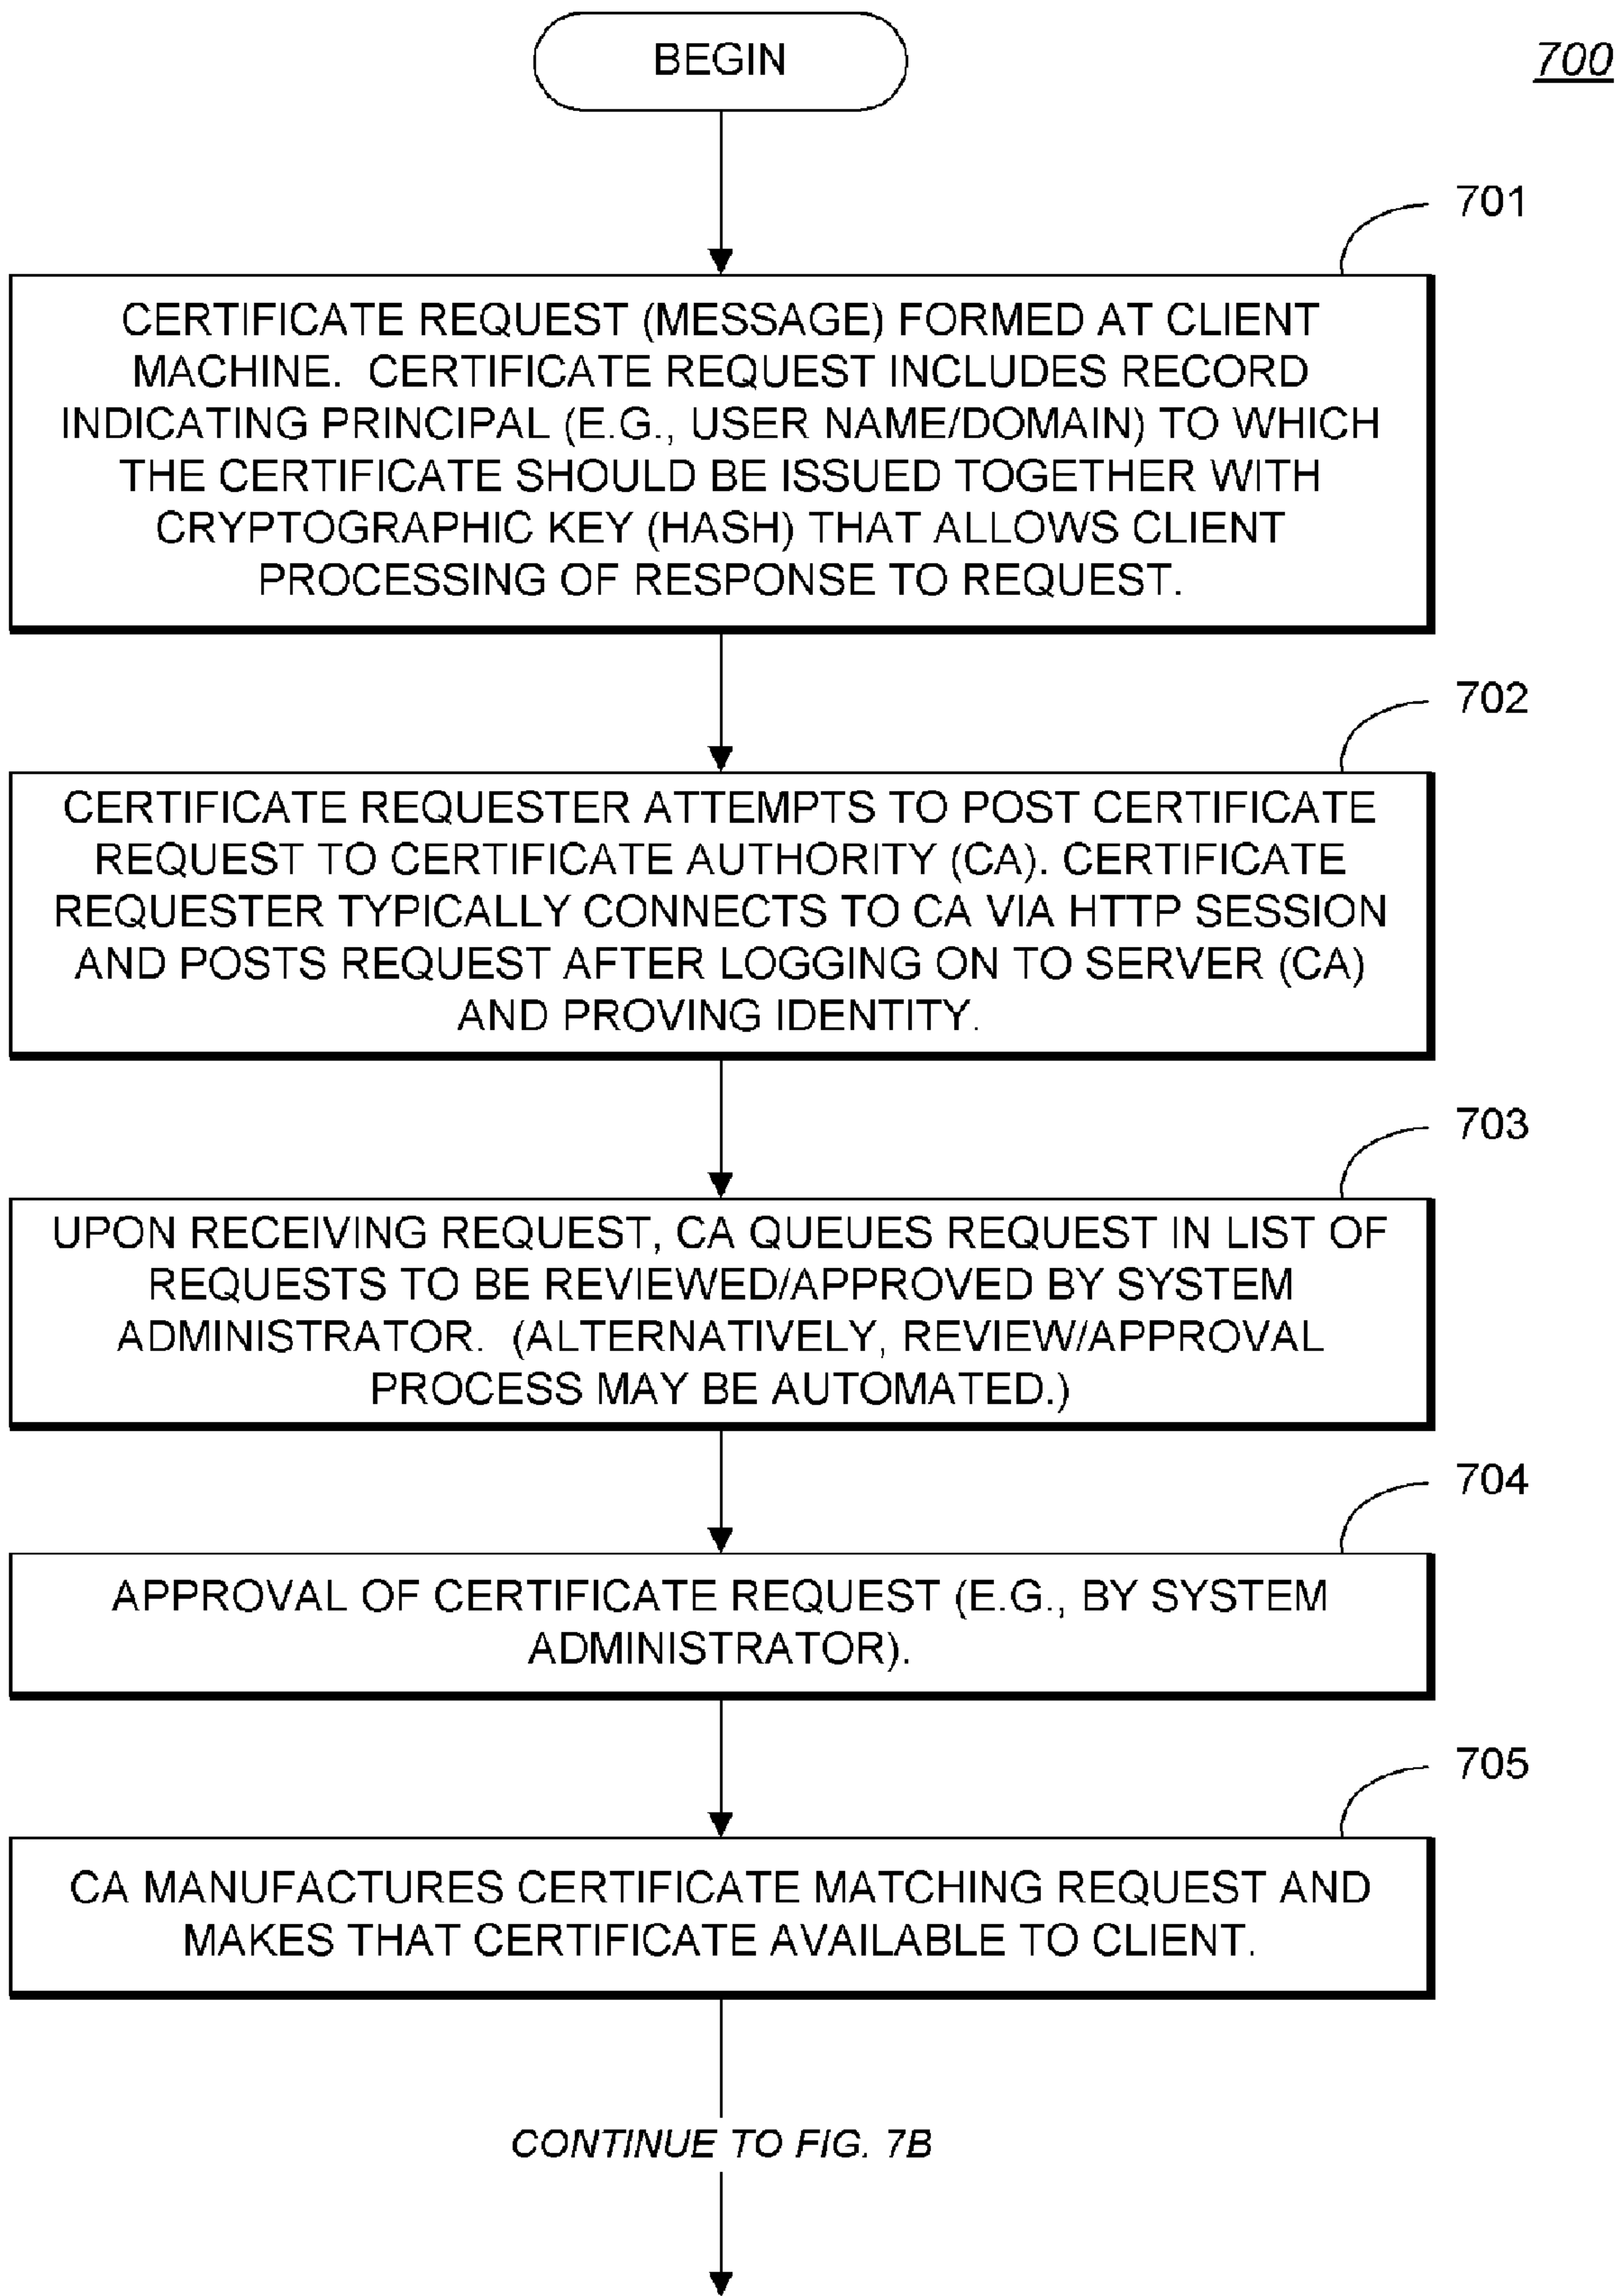 BEGIN
700
701
CERTIFICATE REQUEST (MESSAGE) FORMED AT CLIENT
MACHINE. CERTIFICATE REQUEST INCLUDES RECORD
INDICATING PRINCIPAL (E.G., USER NAME/DOMAIN) TO WHICH
THE CERTIFICATE SHOULD BE ISSUED TOGETHER WITH
CRYPTOGRAPHIC KEY (HASH) THAT ALLOWS CLIENT
PROCESSING OF RESPONSE TO REQUEST.
702
CERTIFICATE REQUESTER ATTEMPTS TO POST CERTIFICATE
REQUEST TO CERTIFICATE AUTHORITY (CA). CERTIFICATE
REQUESTER TYPICALLY CONNECTS TO CA VIA HTTP SESSION
AND POSTS REQUEST AFTER LOGGING ON TO SERVER (CA)
AND PROVING IDENTITY.
703
UPON RECEIVING REQUEST, CA QUEUES REQUEST IN LIST OF
REQUESTS TO BE REVIEWED/APPROVED BY SYSTEM
ADMINISTRATOR. (ALTERNATIVELY, REVIEW/APPROVAL
PROCESS MAY BE AUTOMATED.)
704
APPROVAL OF CERTIFICATE REQUEST (E.G., BY SYSTEM
ADMINISTRATOR).
705
CA MANUFACTURES CERTIFICATE MATCHING REQUEST AND
MAKES THAT CERTIFICATE AVAILABLE TO CLIENT.
CONTINUE TO FIG. 7B